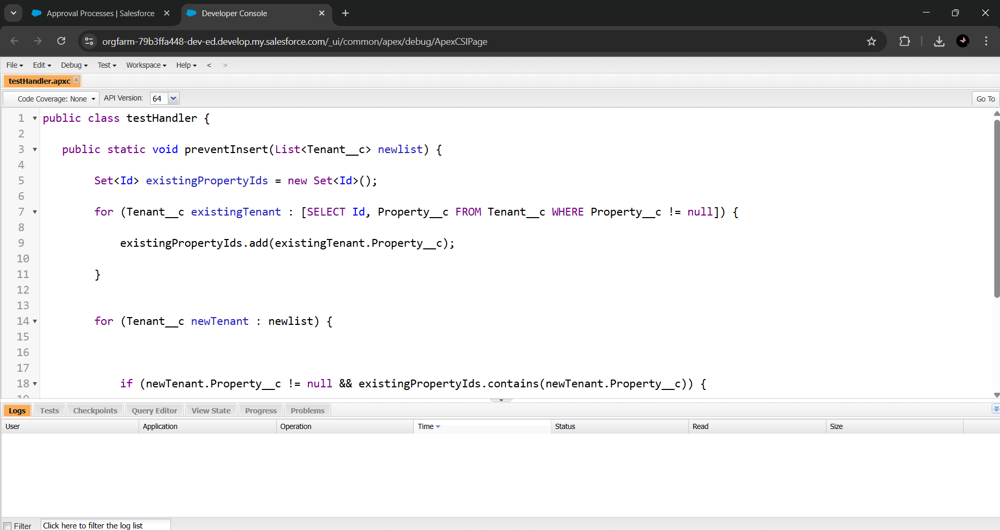 Approval Processes | Salesforce
Developer Console
orgfarm-79b3ffa448-dev-ed.develop.my.salesforce.com/_ui/common/apex/debug/ApexCSIPage
File Edit Debug Test Workspace Help < >
testHandler.apxc
Code Coverage: None API Version: 64 Go To
1 public class testHandler {
2
3 public static void preventInsert(List<Tenant__c> newlist) {
4
5 Set<Id> existingPropertyIds = new Set<Id>();
6
7 for (Tenant__c existingTenant : [SELECT Id, Property__c FROM Tenant__c WHERE Property__c != null]) {
8
9 existingPropertyIds.add(existingTenant.Property__c);
10
11 }
12
13
14 for (Tenant__c newTenant : newlist) {
15
16
17
18 if (newTenant.Property__c != null && existingPropertyIds.contains(newTenant.Property__c)) {
19
Logs Tests Checkpoints Query Editor View State Progress Problems
User Application Operation Time Status Read Size
Filter Click here to filter the log list